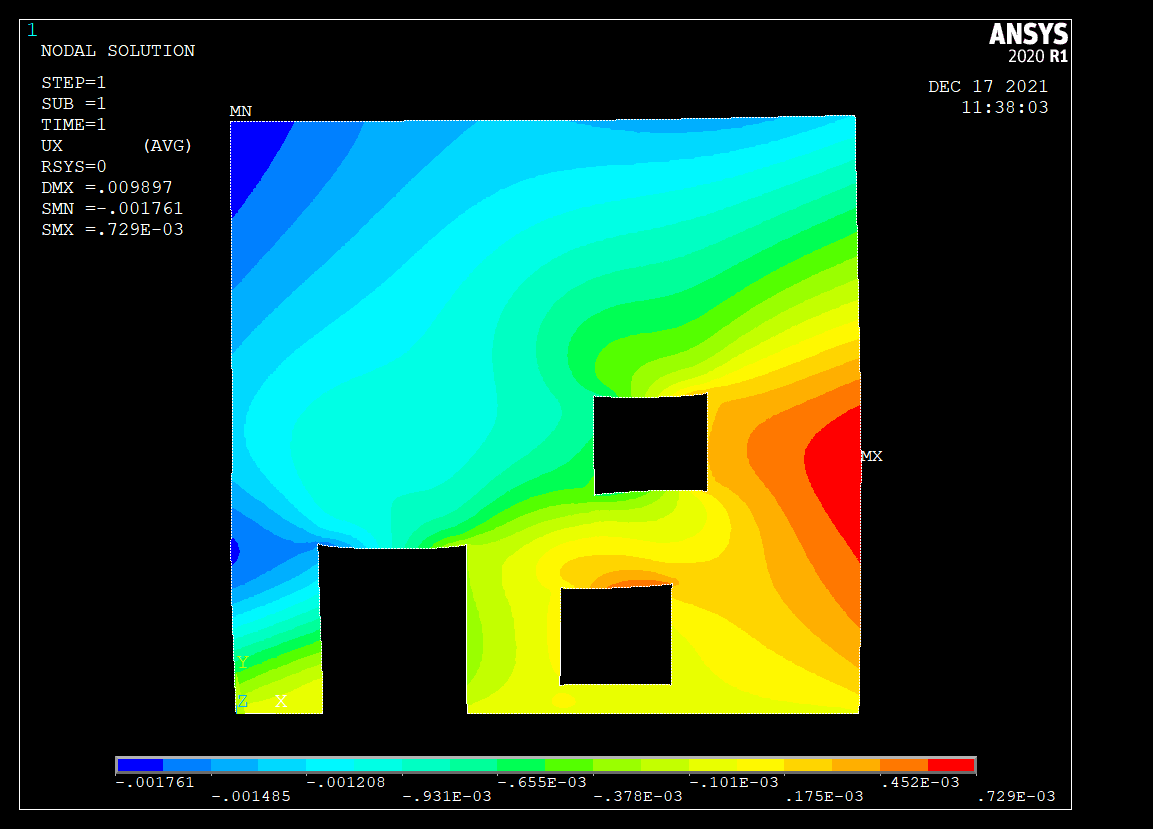 1
ANSYS
2020 R1
NODAL SOLUTION
STEP=1
SUB =1
TIME=1
UX (AVG)
RSYS=0
DMX =.009897
SMN =-.001761
SMX =.729E-03
DEC 17 2021
11:38:03
MN
MX
Y
Z X
-.001761 -.001208 -.655E-03 -.101E-03 .452E-03
-.001485 -.931E-03 -.378E-03 .175E-03 .729E-03